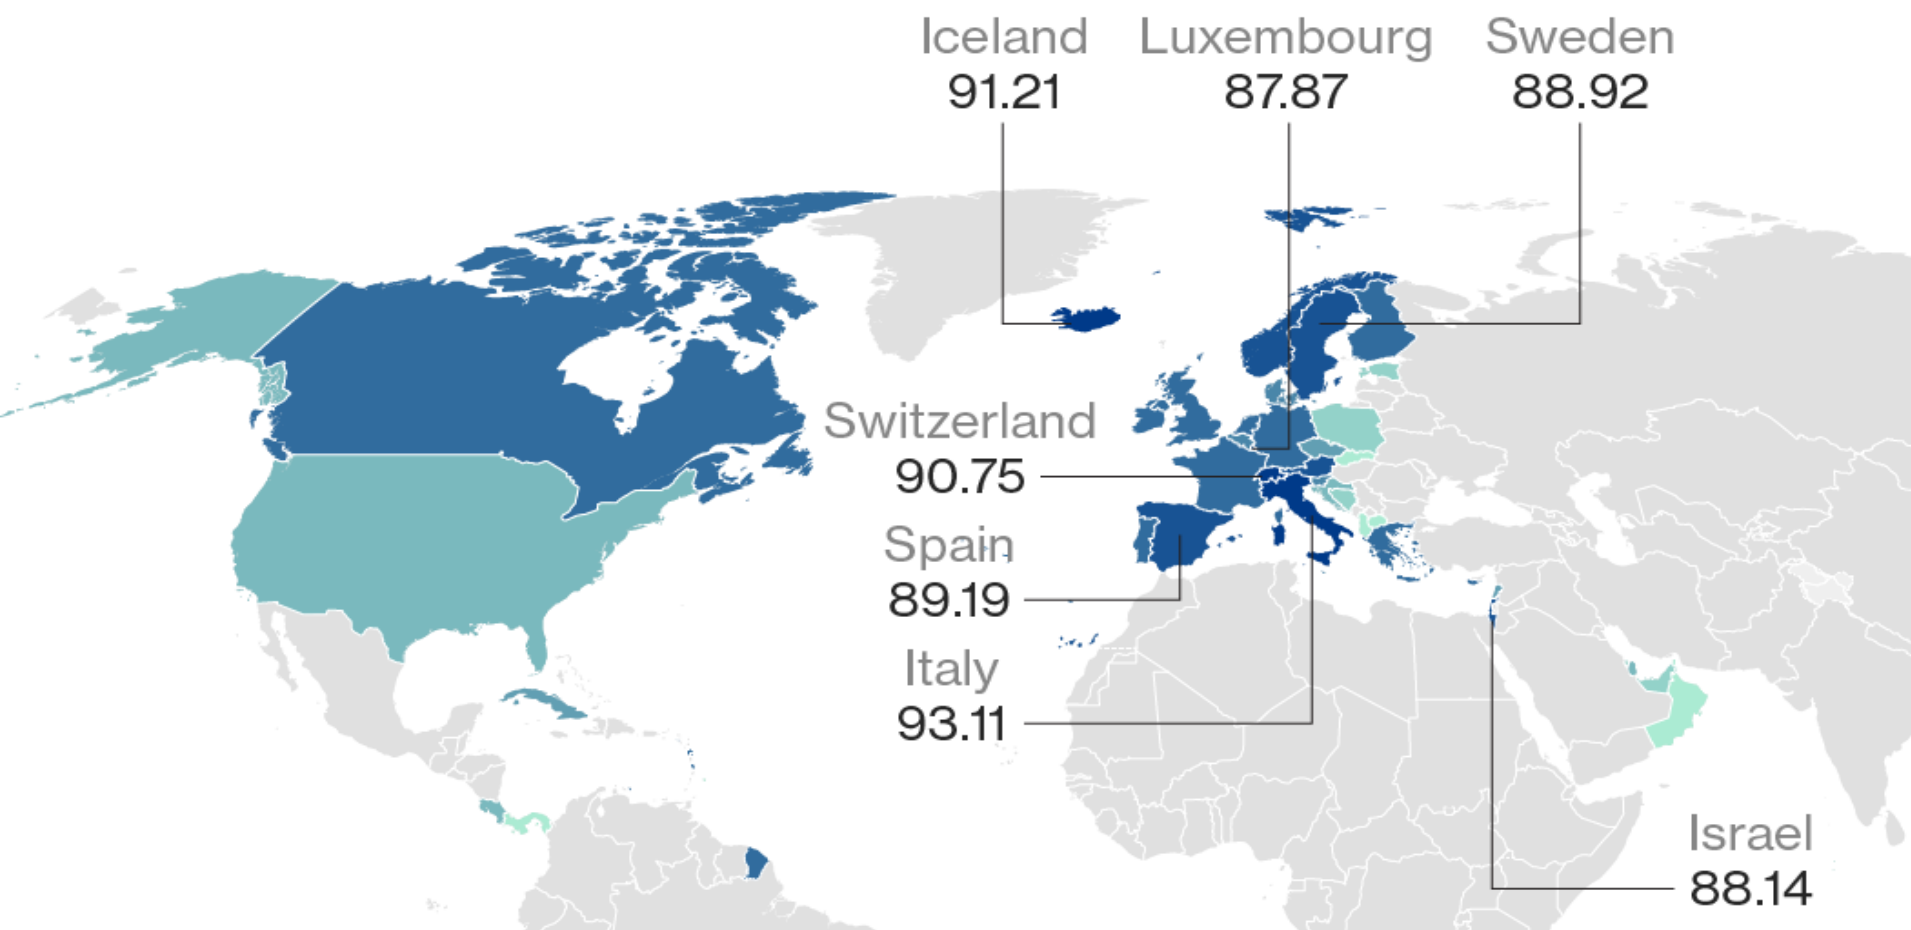 Iceland
91.21
Luxembourg
87.87
Sweden
88.92
Switzerland
90.75
Spain
89.19
Italy
93.11
Israel
88.14